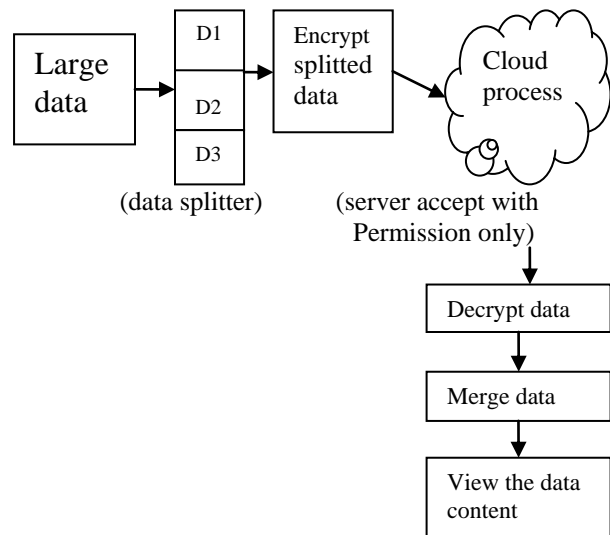 Large
data
D1
D2
D3
(data splitter)
Encrypt
splitted
data
Cloud
process
(server accept with
Permission only)
Decrypt data
Merge data
View the data
content